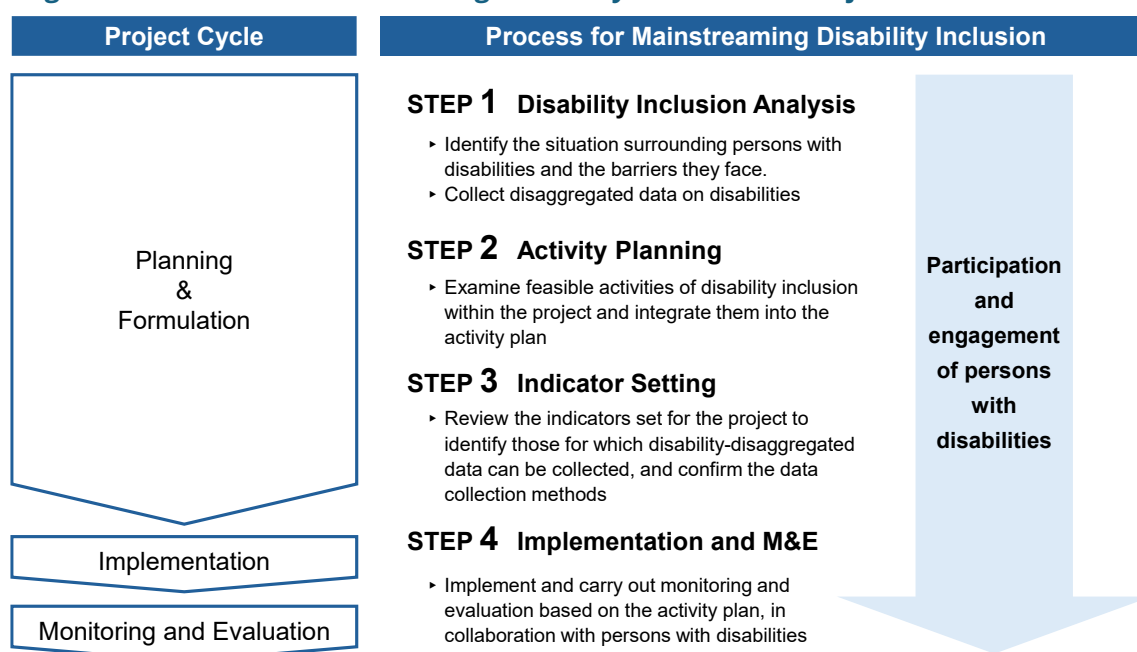 Project Cycle
Process for Mainstreaming Disability Inclusion
Planning
&
Formulation
Implementation
Monitoring and Evaluation
STEP 1 Disability Inclusion Analysis
‣ Identify the situation surrounding persons with
disabilities and the barriers they face.
‣ Collect disaggregated data on disabilities
STEP 2 Activity Planning
‣ Examine feasible activities of disability inclusion
within the project and integrate them into the
activity plan
STEP 3 Indicator Setting
‣ Review the indicators set for the project to
identify those for which disability-disaggregated
data can be collected, and confirm the data
collection methods
STEP 4 Implementation and M&E
‣ Implement and carry out monitoring and
evaluation based on the activity plan, in
collaboration with persons with disabilities
Participation
and
engagement
of persons
with
disabilities